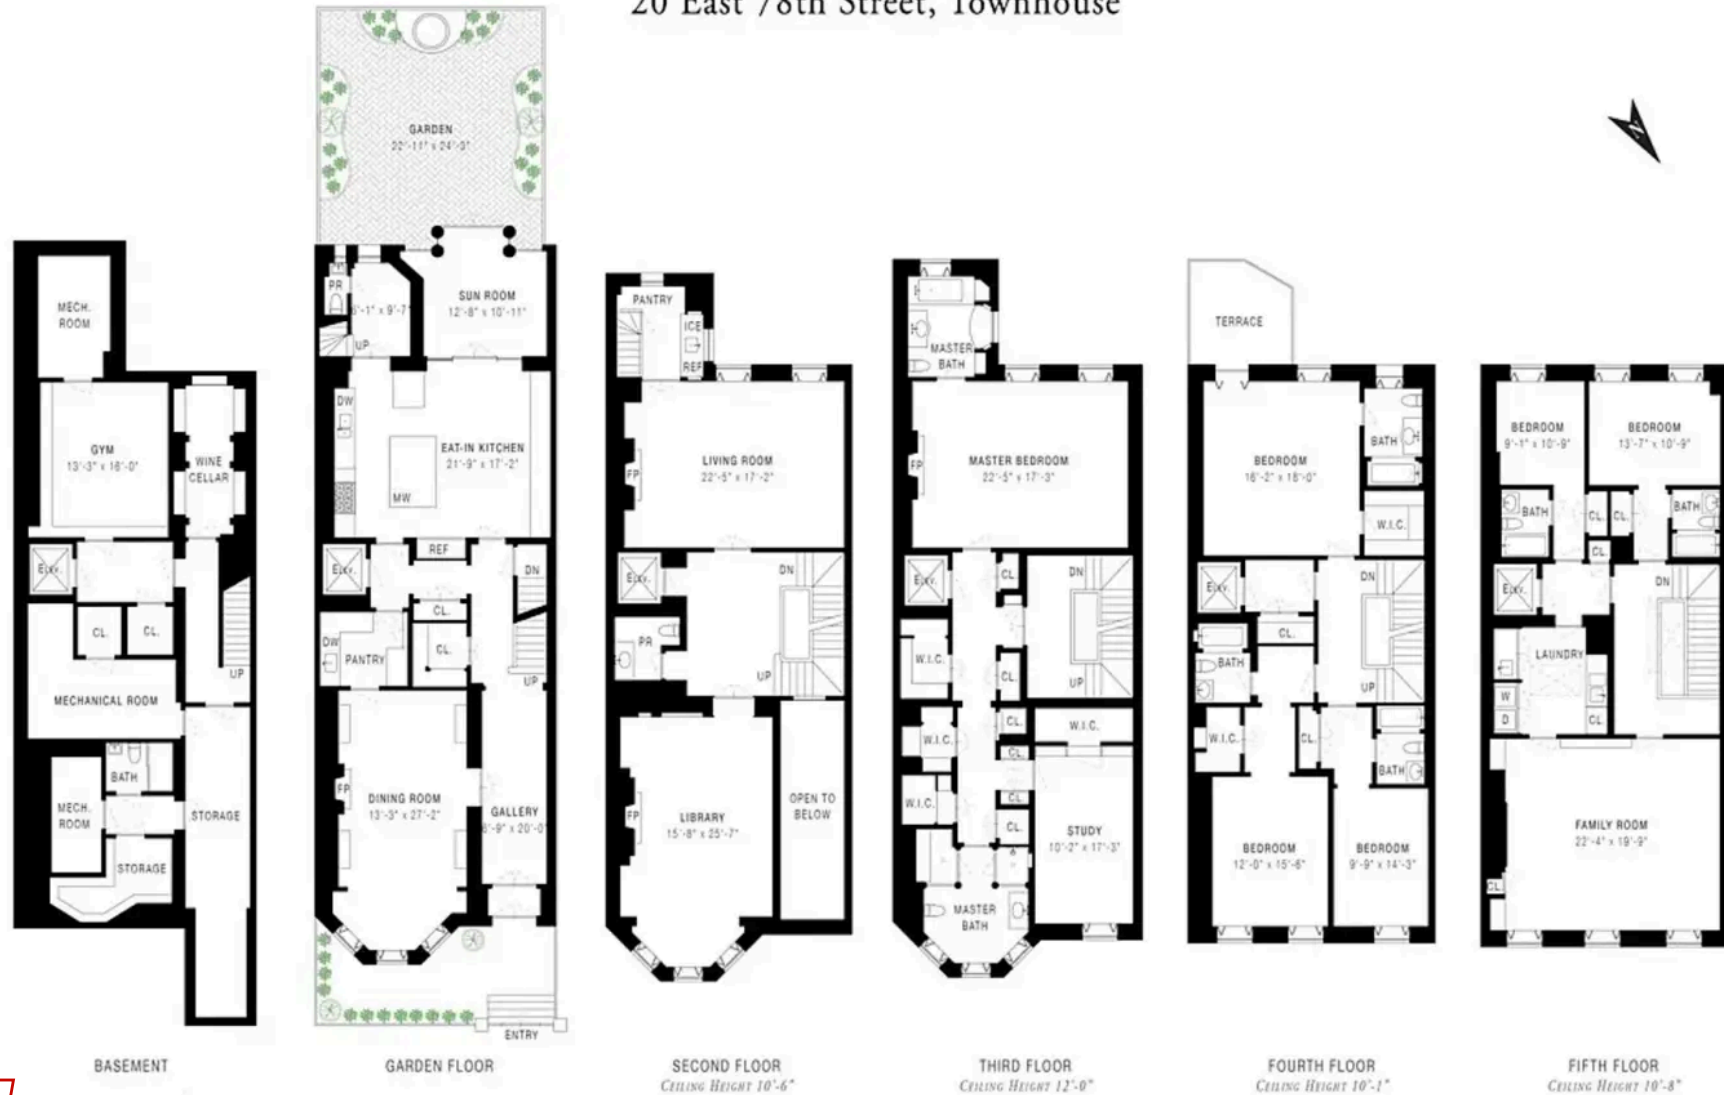 20 East 78th Street, Townhouse
GARDEN
22'-11" x 24'-3"
N
MECH.
ROOM
GYM
13'-3" x 16'-0"
WINE
CELLAR
Elev.
CL.
CL.
UP
MECHANICAL ROOM
BATH
MECH.
ROOM
STORAGE
STORAGE
BASEMENT
PR
SUN ROOM
12'-8" x 10'-11"
UP
DW
EAT-IN KITCHEN
21'-9" x 17'-2"
MW
REF
Elev.
DN
CL.
DW
PANTRY
CL.
UP
FP
DINING ROOM
13'-3" x 27'-2"
GALLERY
6'-9" x 20'-0"
ENTRY
GARDEN FLOOR
PANTRY
ICE
REF
LIVING ROOM
22'-5" x 17'-2"
FP
Elev.
DN
PR
UP
LIBRARY
15'-8" x 25'-7"
FP
OPEN TO
BELOW
SECOND FLOOR
CEILING HEIGHT 10'-6"
MASTER
BATH
FP
MASTER BEDROOM
22'-5" x 17'-3"
Elev.
CL.
DN
W.I.C.
CL.
UP
W.I.C.
CL.
W.I.C.
CL
W.I.C.
CL
CL.
STUDY
10'-2" x 17'-3"
MASTER
BATH
THIRD FLOOR
CEILING HEIGHT 12'-0"
TERRACE
BEDROOM
16'-2" x 18'-0"
BATH
W.I.C.
Elev.
DN
CL.
BATH
UP
W.I.C.
CL.
BATH
BEDROOM
12'-0" x 15'-6"
BEDROOM
9'-9" x 14'-3"
FOURTH FLOOR
CEILING HEIGHT 10'-1"
BEDROOM
9'-1" x 10'-9"
BEDROOM
13'-7" x 10'-9"
BATH
CL.
CL.
BATH
CL.
Elev.
DN
LAUNDRY
W
D
CL
FAMILY ROOM
22'-4" x 19'-9"
CL.
FIFTH FLOOR
CEILING HEIGHT 10'-8"